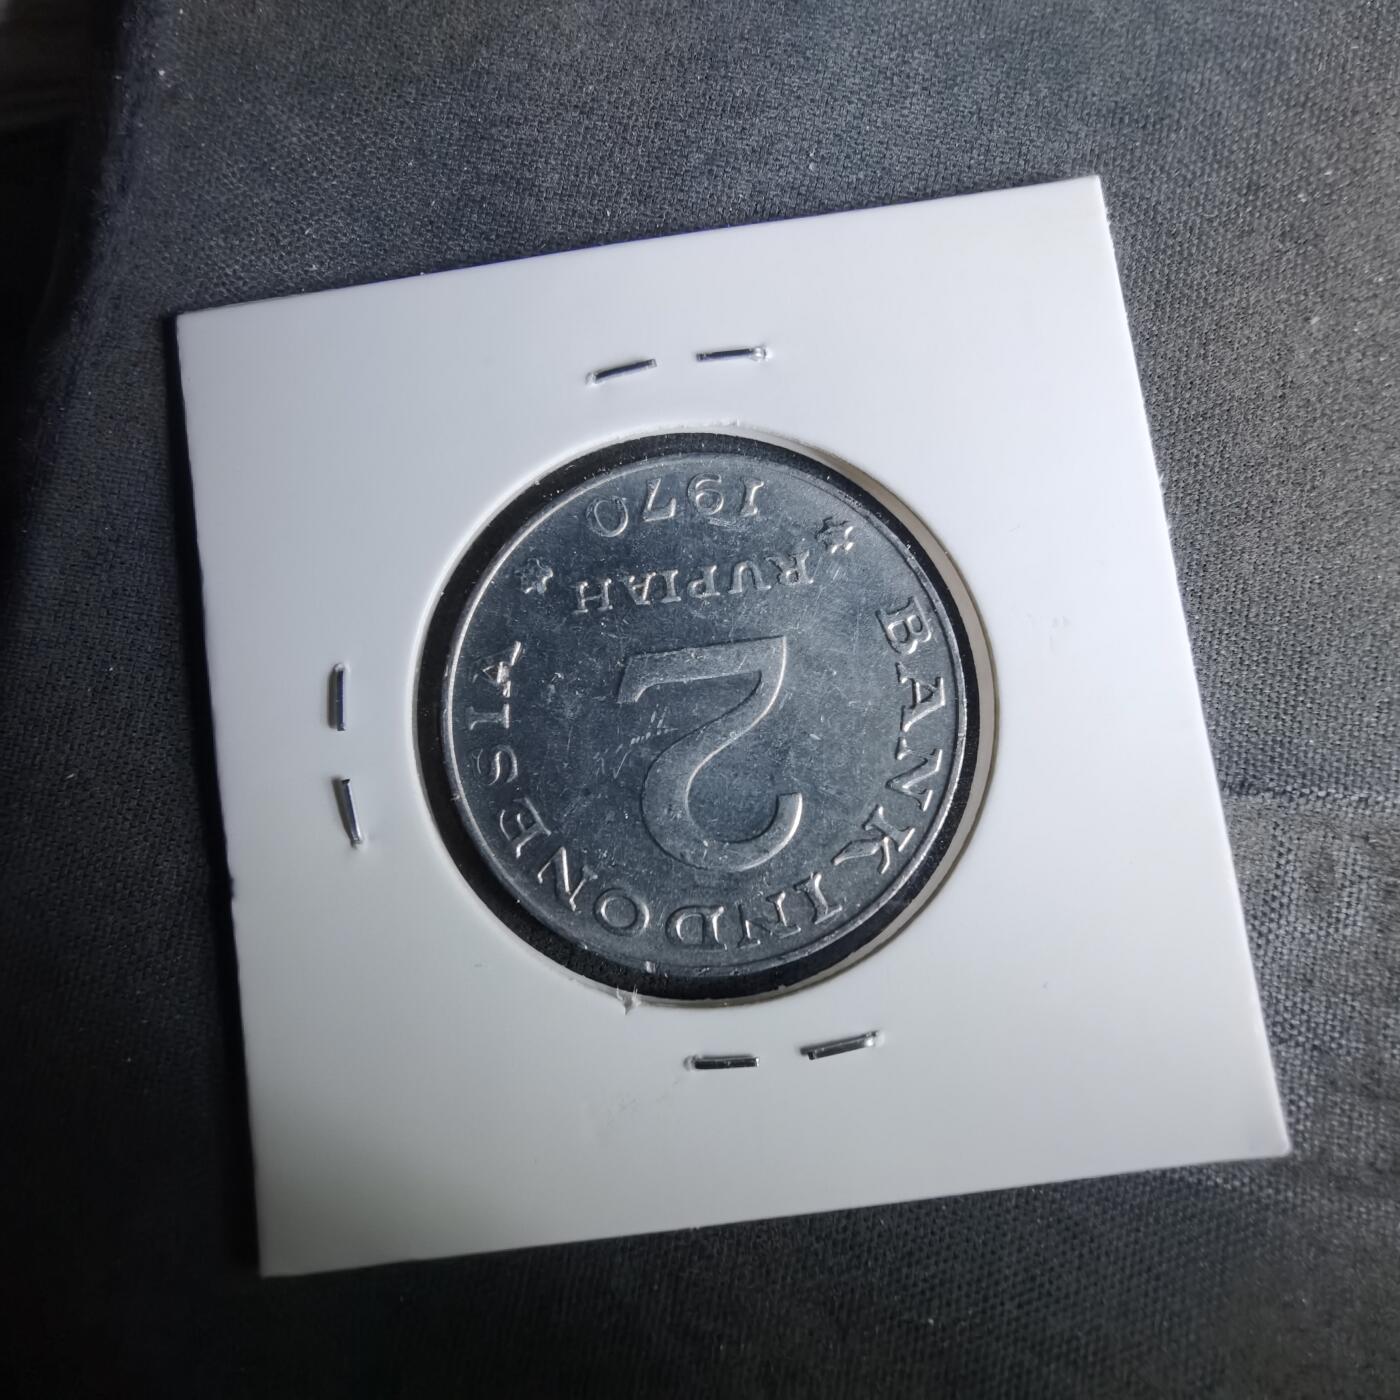 BANK INDONESIA
2
RUPIAH
1970